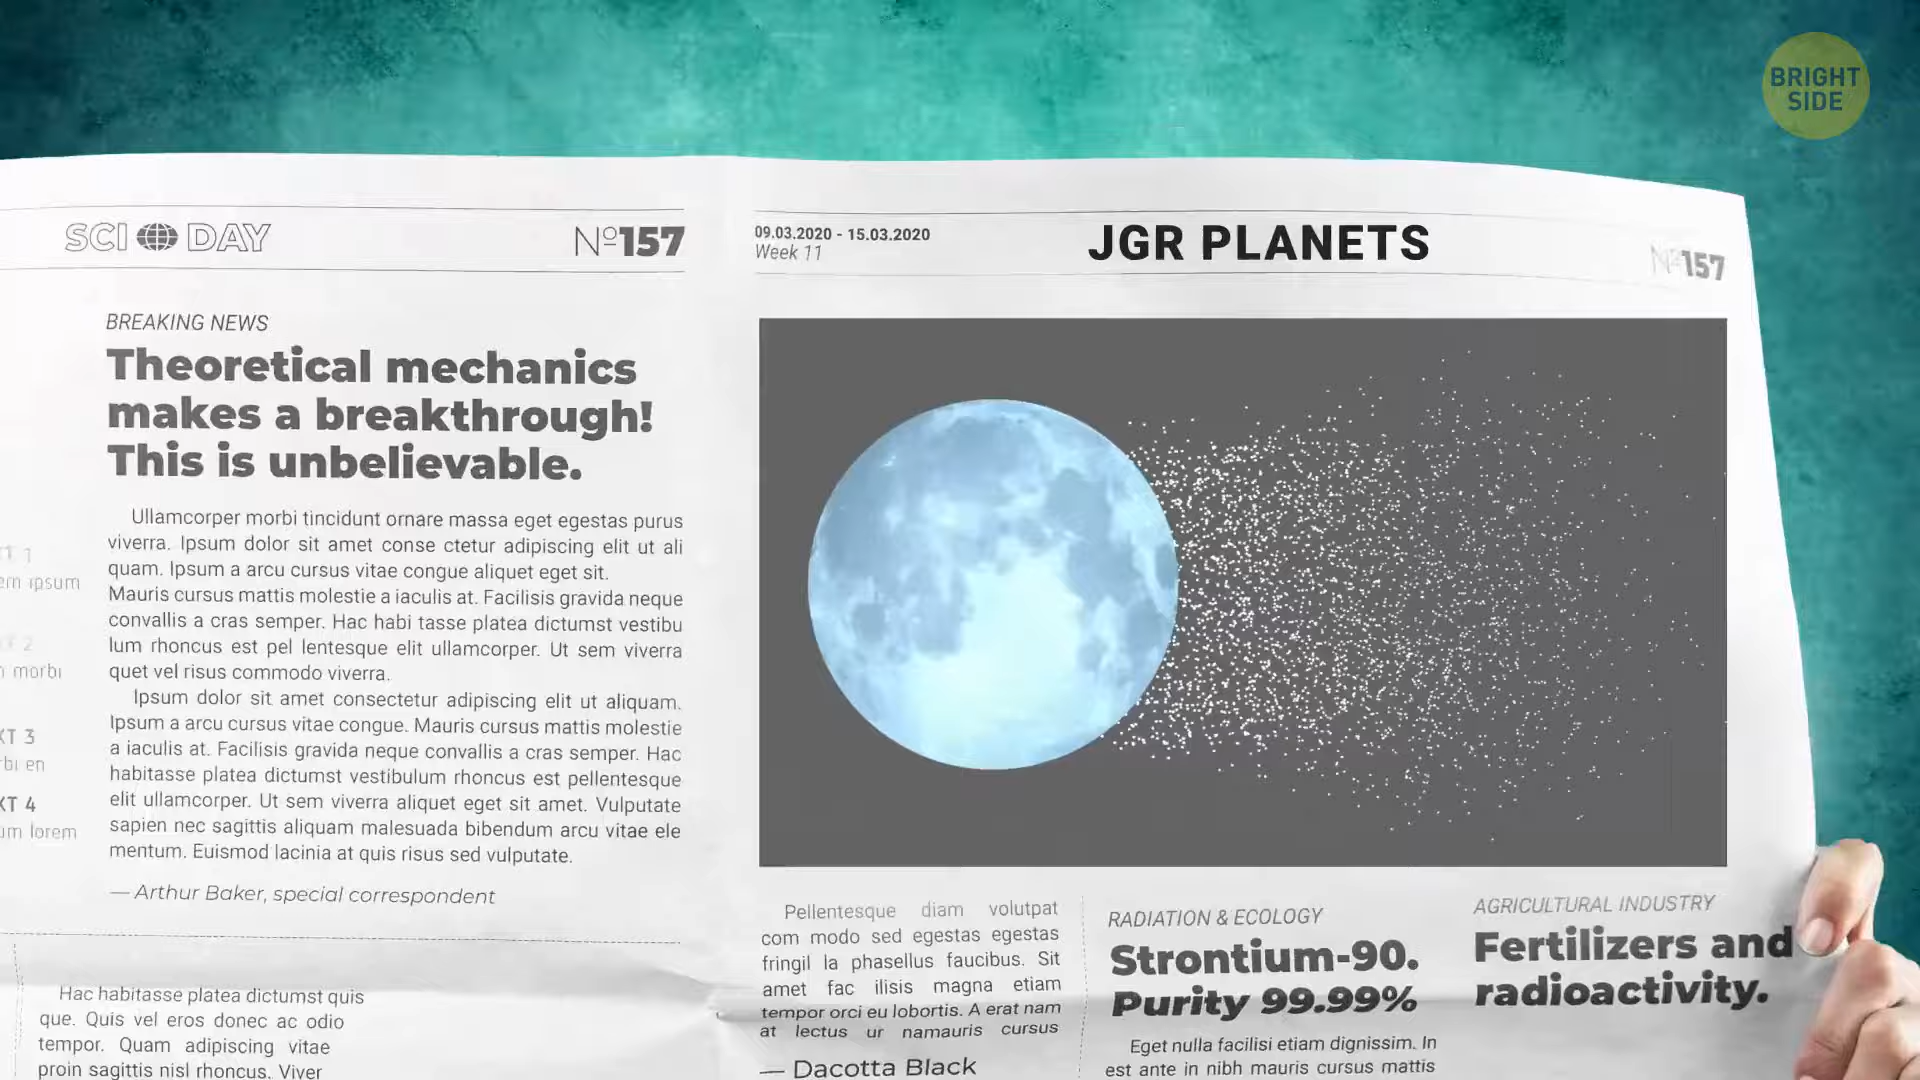 BRIGHT
SIDE
SCI DAY
Nº157
BREAKING NEWS
Theoretical mechanics
makes a breakthrough!
This is unbelievable.
Ullamcorper morbi tincidunt ornare massa eget egestas purus
viverra. Ipsum dolor sit amet conse ctetur adipiscing elit ut ali
quam. Ipsum a arcu cursus vitae congue aliquet eget sit.
Mauris cursus mattis molestie a iaculis at. Facilisis gravida neque
convallis a cras semper. Hac habi tasse platea dictumst vestibu
lum rhoncus est pel lentesque elit ullamcorper. Ut sem viverra
quet vel risus commodo viverra.
Ipsum dolor sit amet consectetur adipiscing elit ut aliquam.
Ipsum a arcu cursus vitae congue. Mauris cursus mattis molestie
a iaculis at. Facilisis gravida neque convallis a cras semper. Hac
habitasse platea dictumst vestibulum rhoncus est pellentesque
elit ullamcorper. Ut sem viverra aliquet eget sit amet. Vulputate
sapien nec sagittis aliquam malesuada bibendum arcu vitae ele
mentum. Euismod lacinia at quis risus sed vulputate.
— Arthur Baker, special correspondent
ipsum
morbi
3
en
4
lorem
Hac habitasse platea dictumst quis
que. Quis vel eros donec ac odio
tempor. Quam adipiscing vitae
proin sagittis nisl rhoncus. Viver
09.03.2020 - 15.03.2020
Week 11
JGR PLANETS
Nº157
Pellentesque diam volutpat
com modo sed egestas egestas
fringil la phasellus faucibus. Sit
amet fac ilisis magna etiam
tempor orci eu lobortis. A erat nam
at lectus ur namauris cursus
— Dacotta Black
RADIATION & ECOLOGY
Strontium-90.
Purity 99.99%
Eget nulla facilisi etiam dignissim. In
est ante in nibh mauris cursus mattis
AGRICULTURAL INDUSTRY
Fertilizers and
radioactivity.